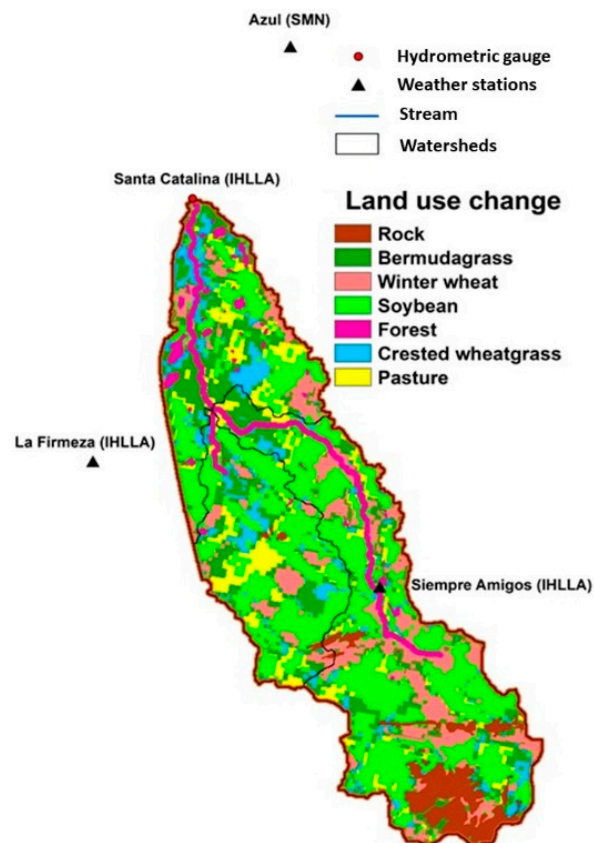 Azul (SMN)
Hydrometric gauge
Weather stations
Stream
Watersheds
Santa Catalina (IHLLA)
Land use change
Rock
Bermudagrass
Winter wheat
Soybean
Forest
Crested wheatgrass
Pasture
La Firmeza (IHLLA)
Siempre Amigos (IHLLA)